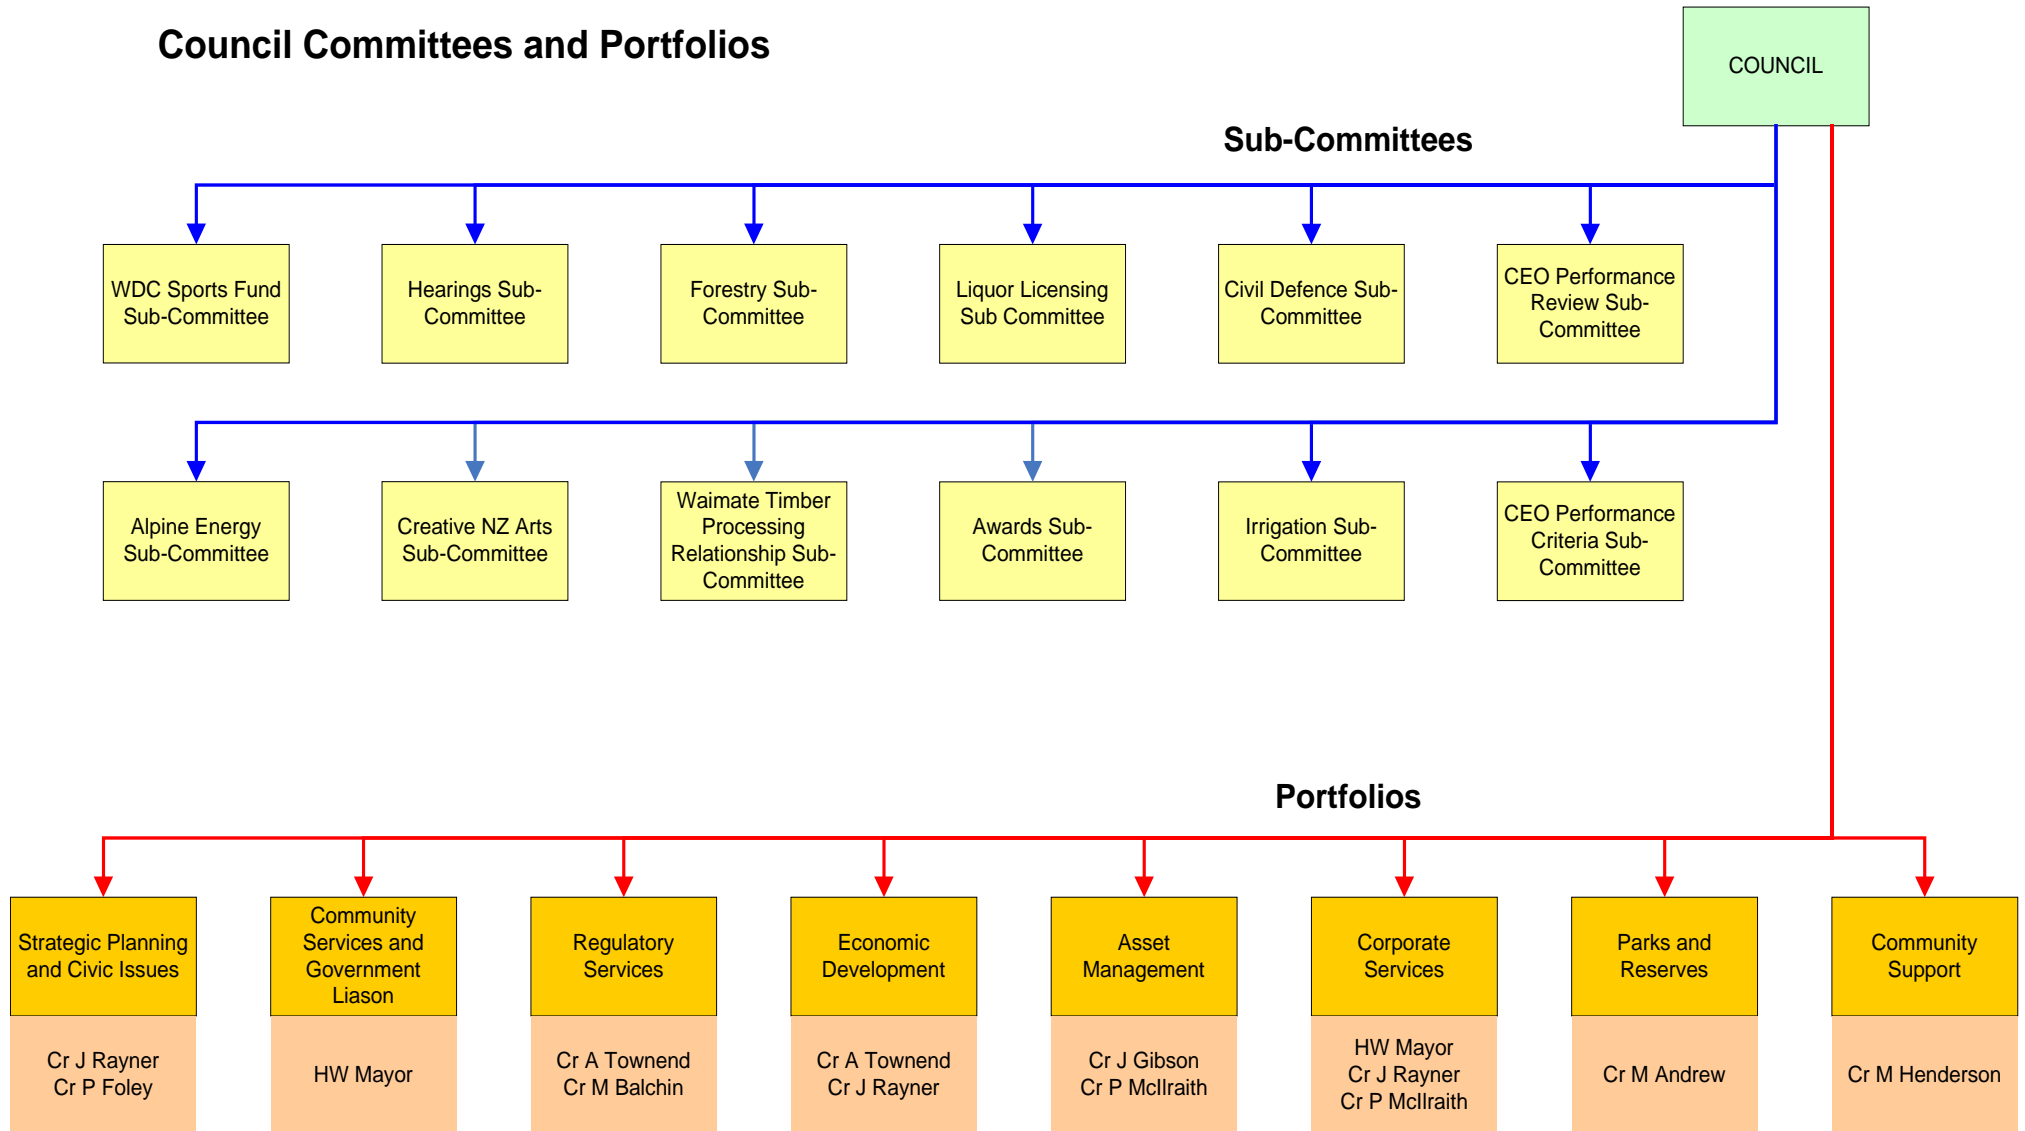 Council Committees and Portfolios
COUNCIL
Sub-Committees
WDC Sports Fund
Sub-Committee
Hearings Sub-
Committee
Forestry Sub-
Committee
Liquor Licensing
Sub Committee
Civil Defence Sub-
Committee
CEO Performance
Review Sub-
Committee
Alpine Energy
Sub-Committee
Creative NZ Arts
Sub-Committee
Waimate Timber
Processing
Relationship Sub-
Committee
Awards Sub-
Committee
Irrigation Sub-
Committee
CEO Performance
Criteria Sub-
Committee
Portfolios
Strategic Planning
and Civic Issues
Cr J Rayner
Cr P Foley
Community
Services and
Government
Liason
HW Mayor
Regulatory
Services
Cr A Townend
Cr M Balchin
Economic
Development
Cr A Townend
Cr J Rayner
Asset
Management
Cr J Gibson
Cr P McIlraith
Corporate
Services
HW Mayor
Cr J Rayner
Cr P McIlraith
Parks and
Reserves
Cr M Andrew
Community
Support
Cr M Henderson